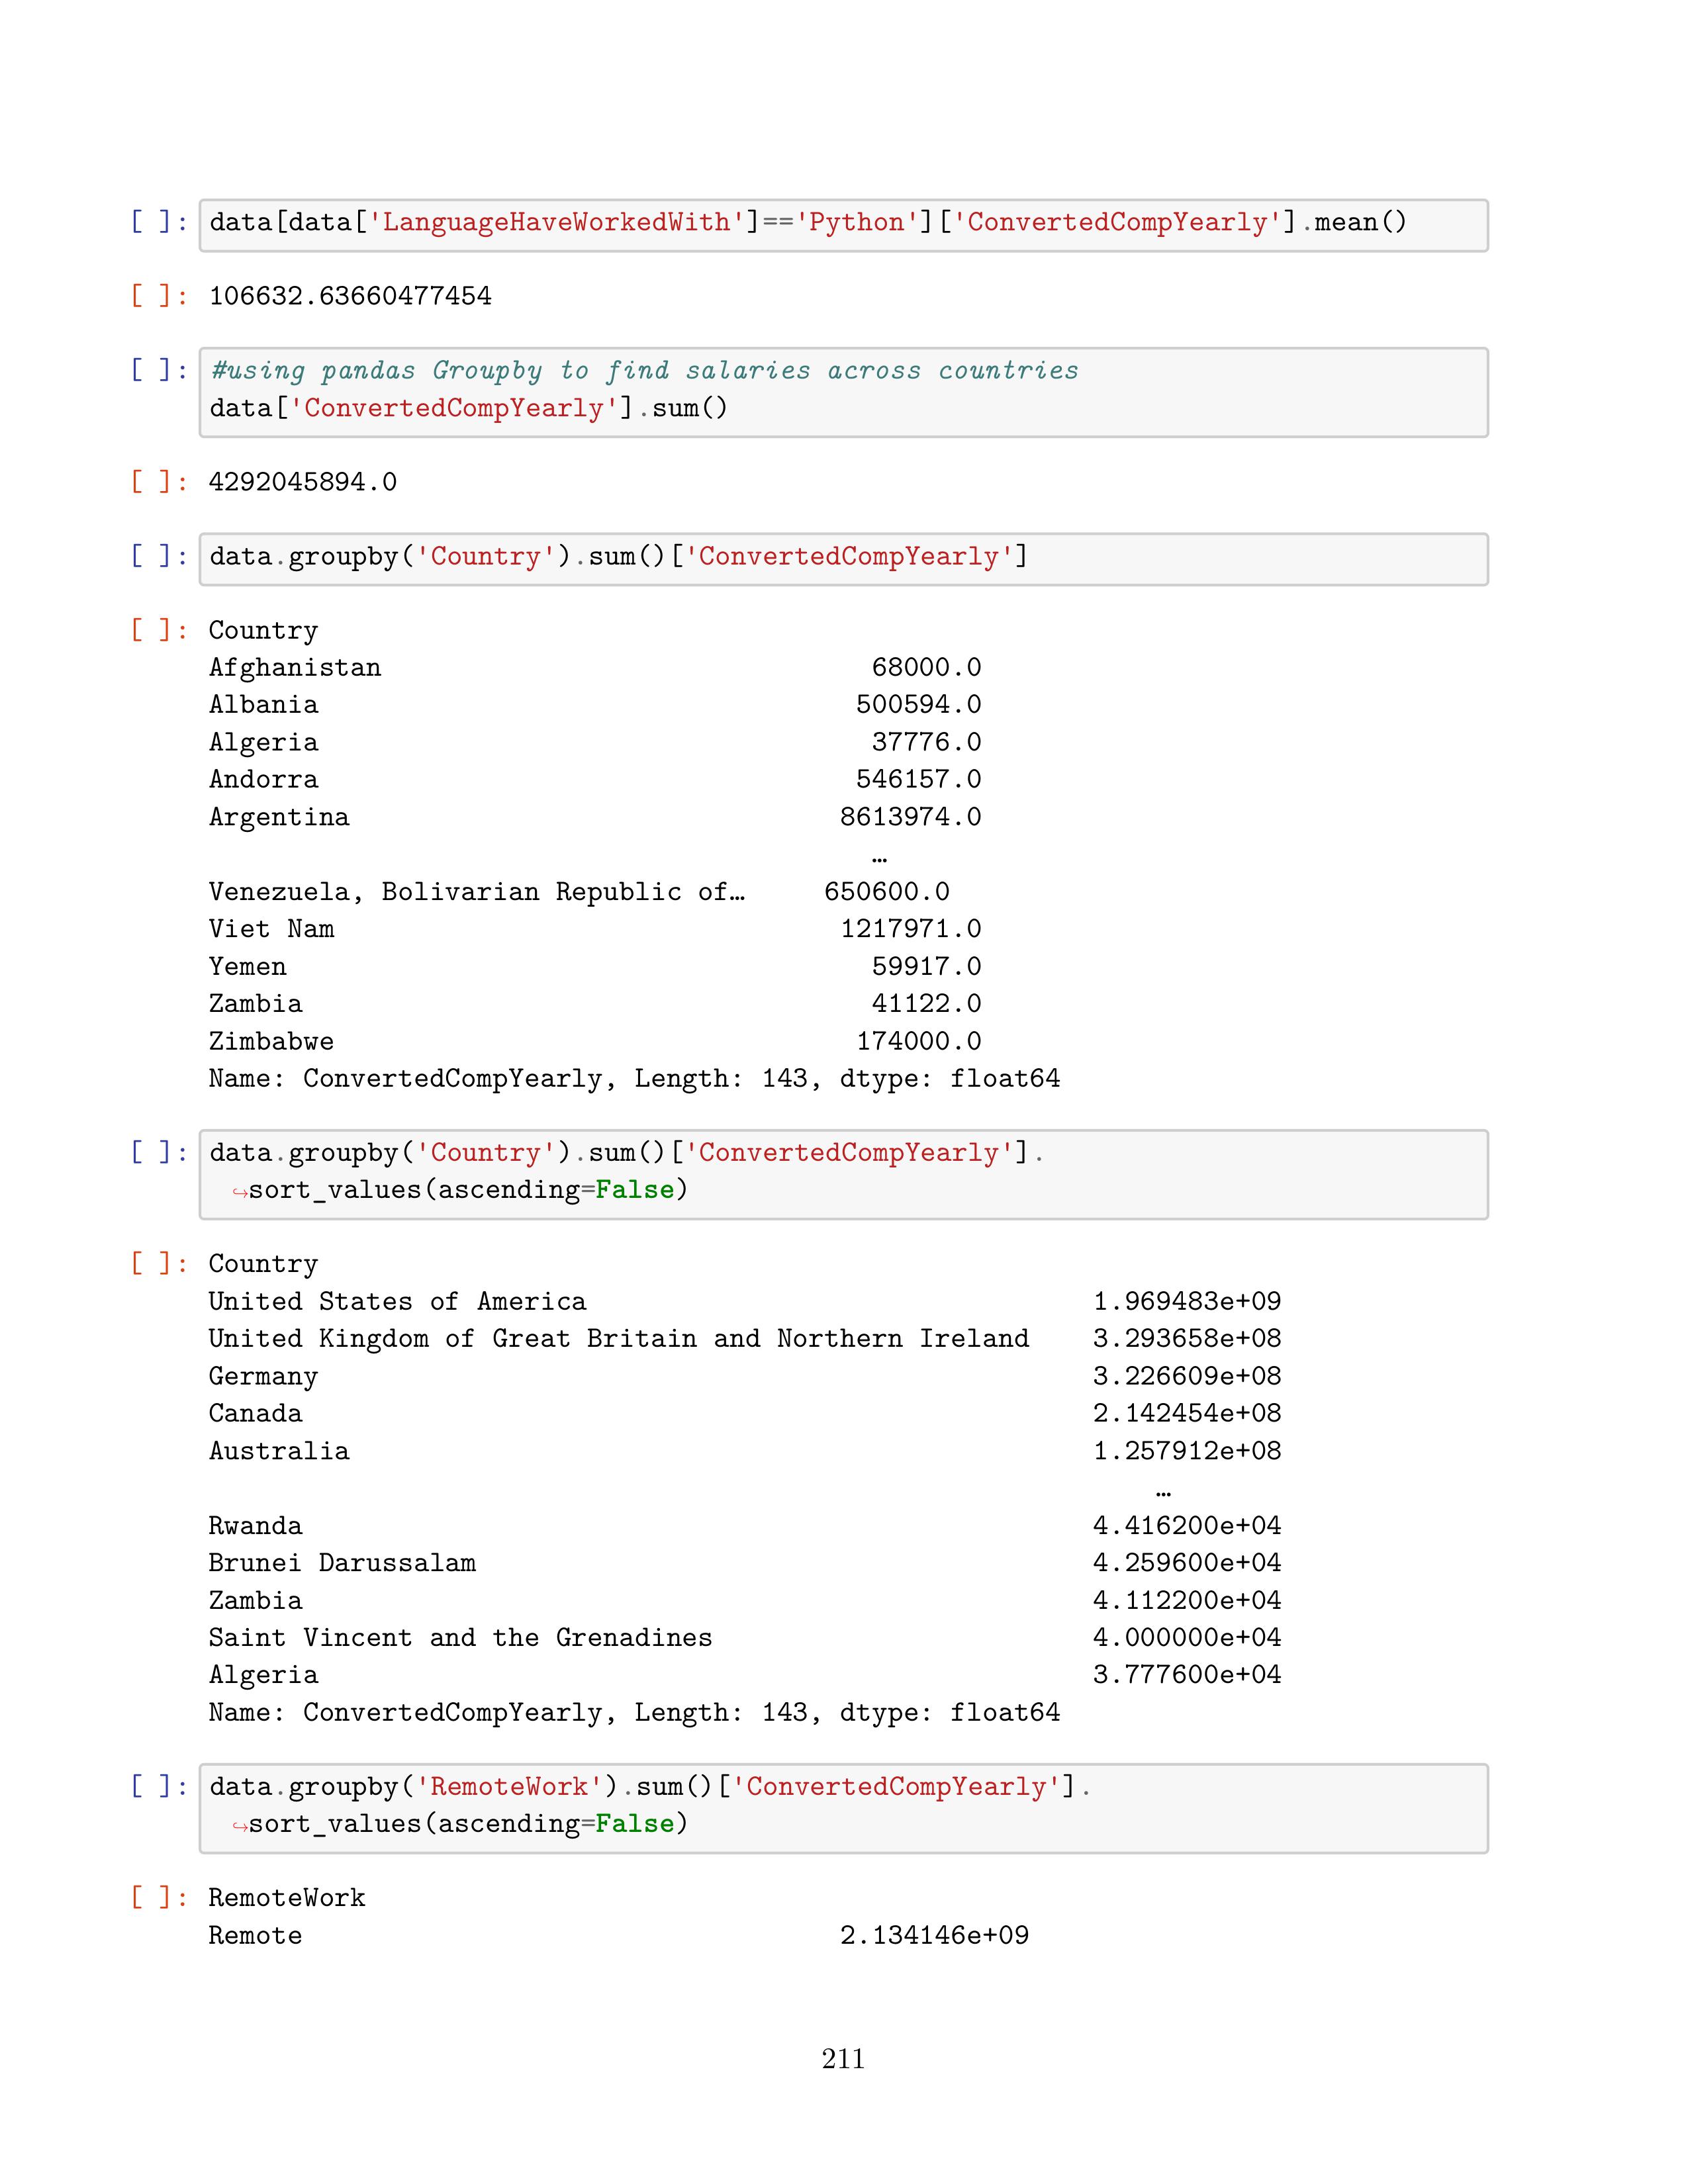 [ ]: data[data['LanguageHaveWorkedWith']=='Python']['ConvertedCompYearly'].mean()
[ ]: 106632.63660477454
[ ]: #using pandas Groupby to find salaries across countries
data['ConvertedCompYearly'].sum()
[ ]: 4292045894.0
[ ]: data.groupby('Country').sum()['ConvertedCompYearly']
[ ]: Country
Afghanistan 68000.0
Albania 500594.0
Algeria 37776.0
Andorra 546157.0
Argentina 8613974.0
…
Venezuela, Bolivarian Republic of… 650600.0
Viet Nam 1217971.0
Yemen 59917.0
Zambia 41122.0
Zimbabwe 174000.0
Name: ConvertedCompYearly, Length: 143, dtype: float64
[ ]: data.groupby('Country').sum()['ConvertedCompYearly'].
↪sort_values(ascending=False)
[ ]: Country
United States of America 1.969483e+09
United Kingdom of Great Britain and Northern Ireland 3.293658e+08
Germany 3.226609e+08
Canada 2.142454e+08
Australia 1.257912e+08
…
Rwanda 4.416200e+04
Brunei Darussalam 4.259600e+04
Zambia 4.112200e+04
Saint Vincent and the Grenadines 4.000000e+04
Algeria 3.777600e+04
Name: ConvertedCompYearly, Length: 143, dtype: float64
[ ]: data.groupby('RemoteWork').sum()['ConvertedCompYearly'].
↪sort_values(ascending=False)
[ ]: RemoteWork
Remote 2.134146e+09
211